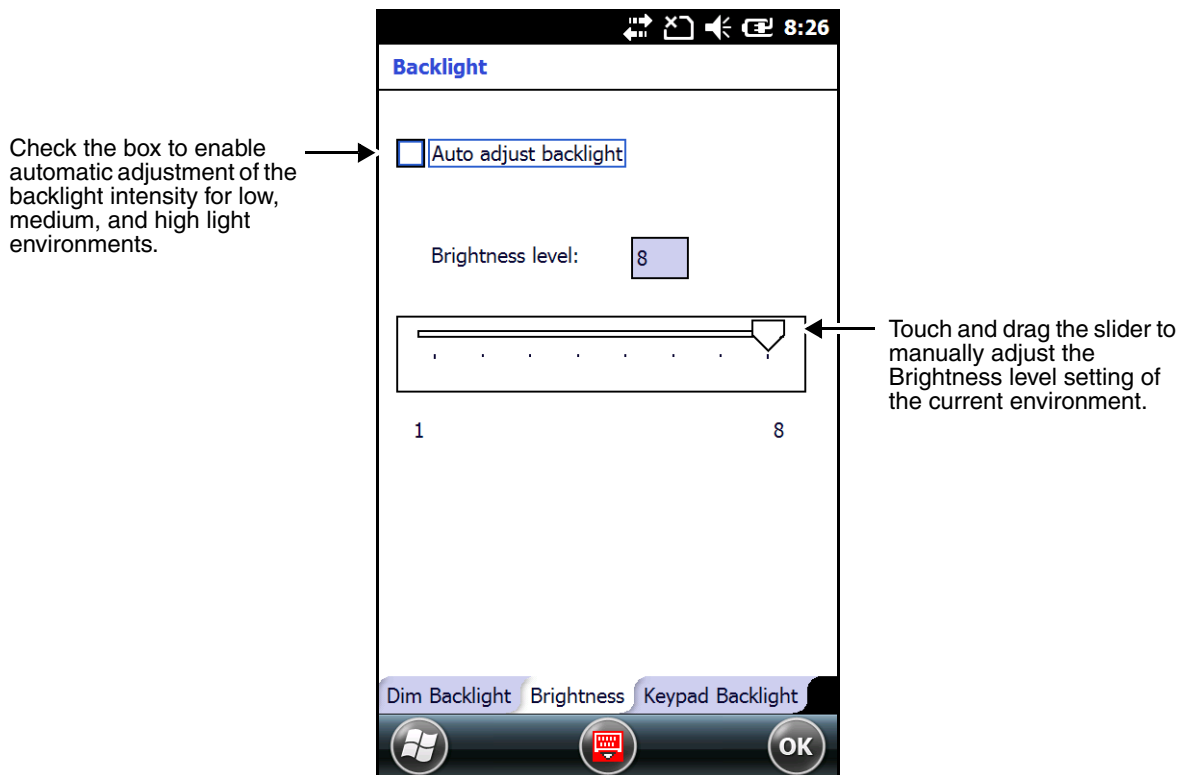 8:26
Backlight
Check the box to enable
automatic adjustment of the
backlight intensity for low,
medium, and high light
environments.
Auto adjust backlight
Brightness level:
8
Touch and drag the slider to
manually adjust the
Brightness level setting of
the current environment.
1 8
Dim Backlight Brightness Keypad Backlight
OK